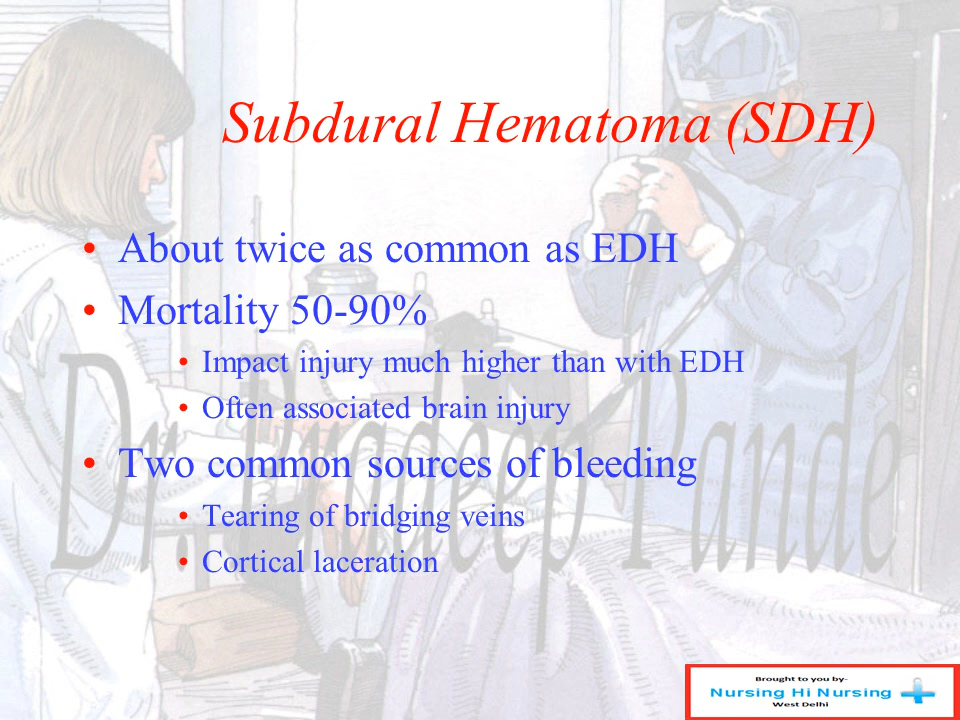 Subdural Hematoma (SDH)
• About twice as common as EDH
• Mortality 50-90%
• Impact injury much higher than with EDH
• Often associated brain injury
• Two common sources of bleeding
• Tearing of bridging veins
• Cortical laceration
Dr. Pradeep Pande
Brought to you by-
Nursing Hi Nursing
West Delhi